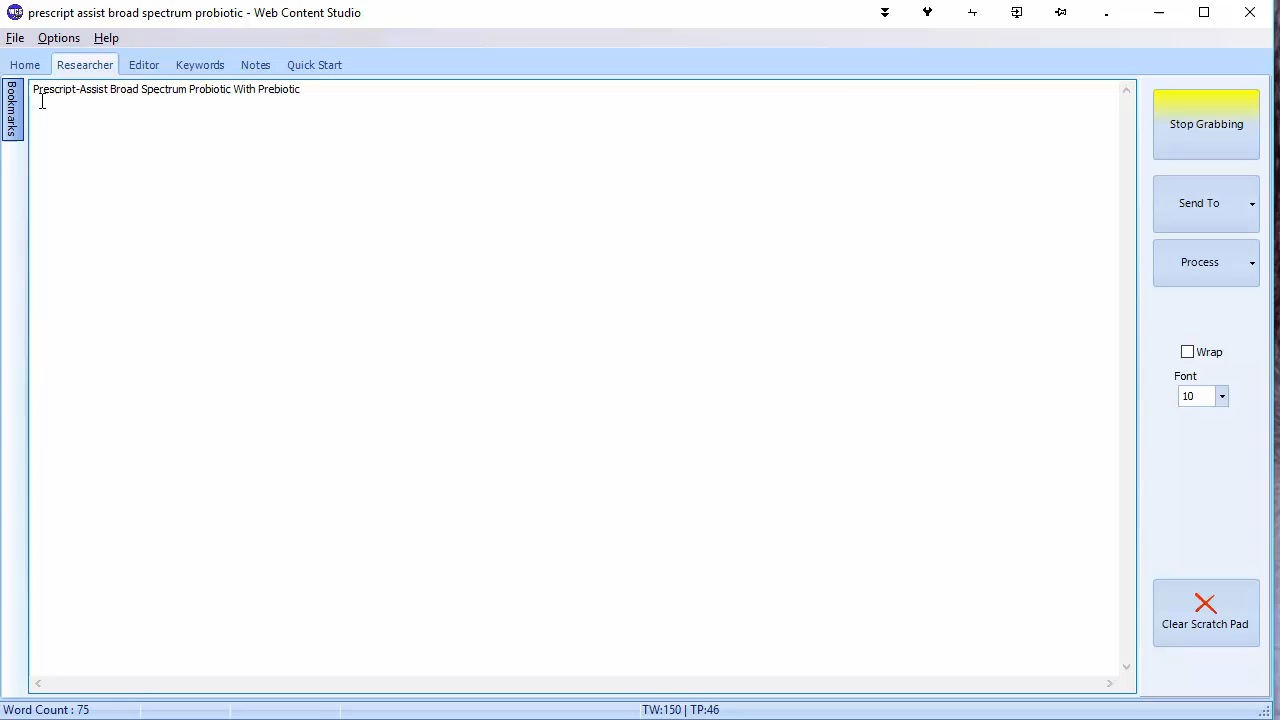 WCS prescript assist broad spectrum probiotic - Web Content Studio
File Options Help
Home Researcher Editor Keywords Notes Quick Start
Bookmarks
Prescript-Assist Broad Spectrum Probiotic With Prebiotic
Stop Grabbing
Send To
Process
Wrap
Font
10
Clear Scratch Pad
Word Count : 75
TW:150 | TP:46